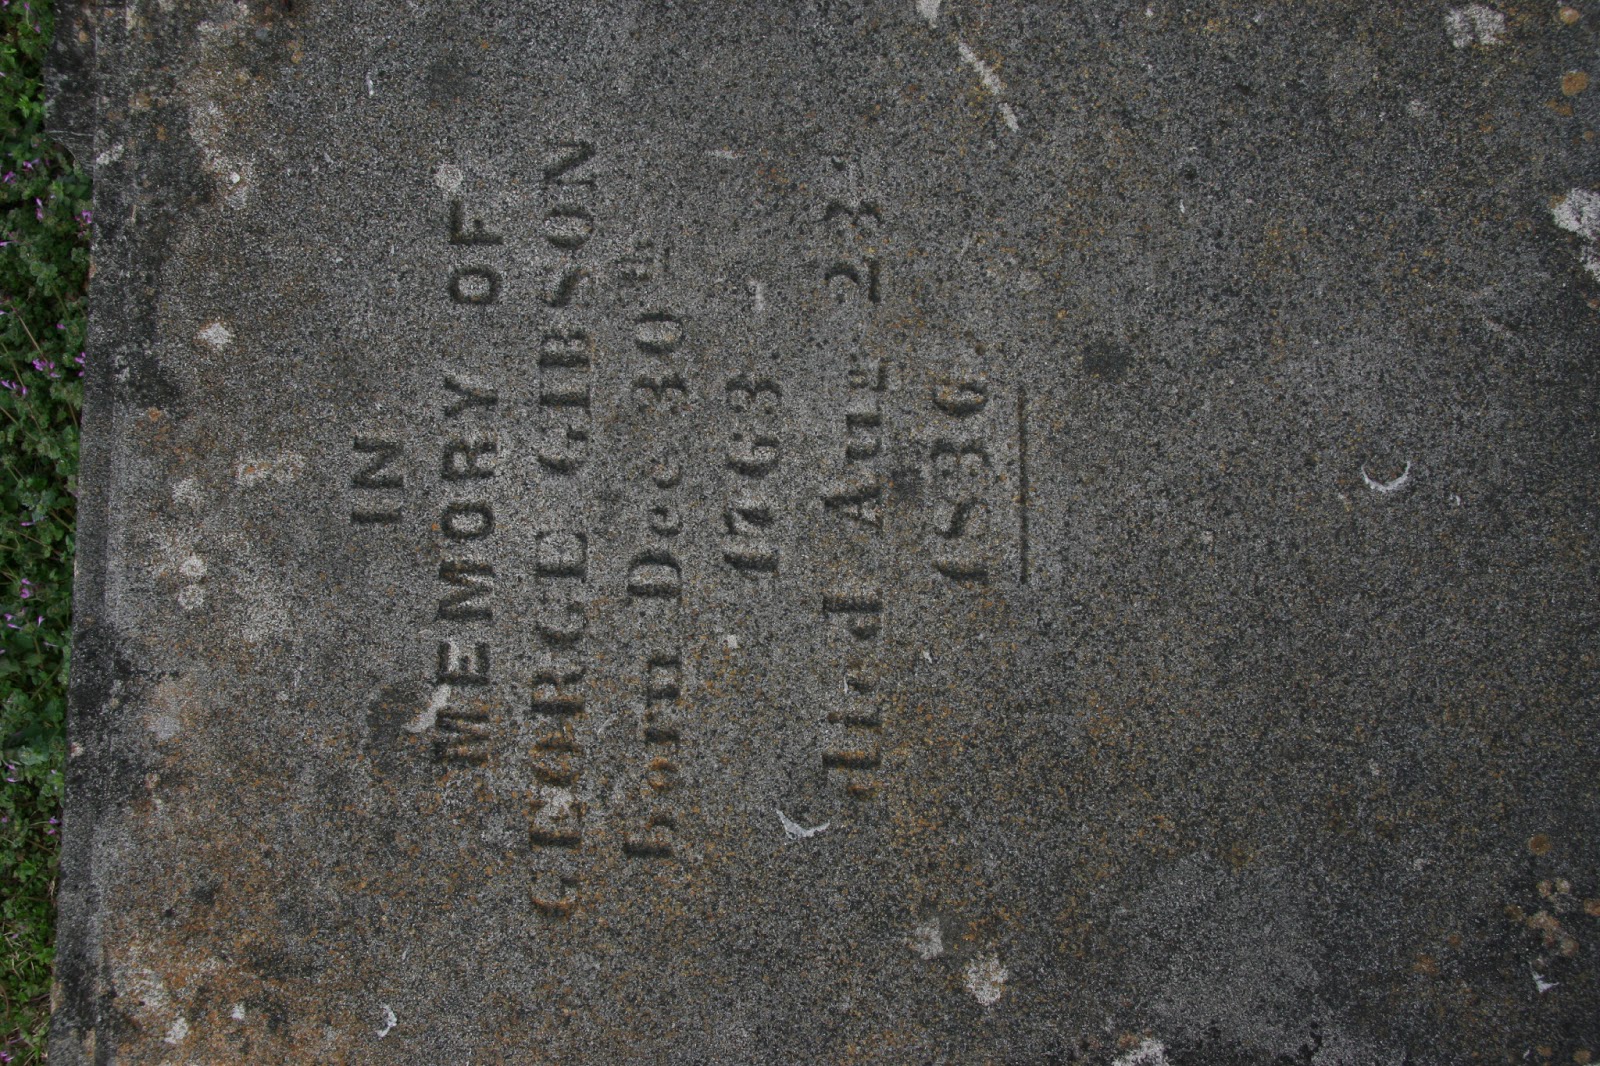 IN
MEMORY OF
GEORGE GIBSON
Born Dec 30th
1763
died Aug 23.
1836.